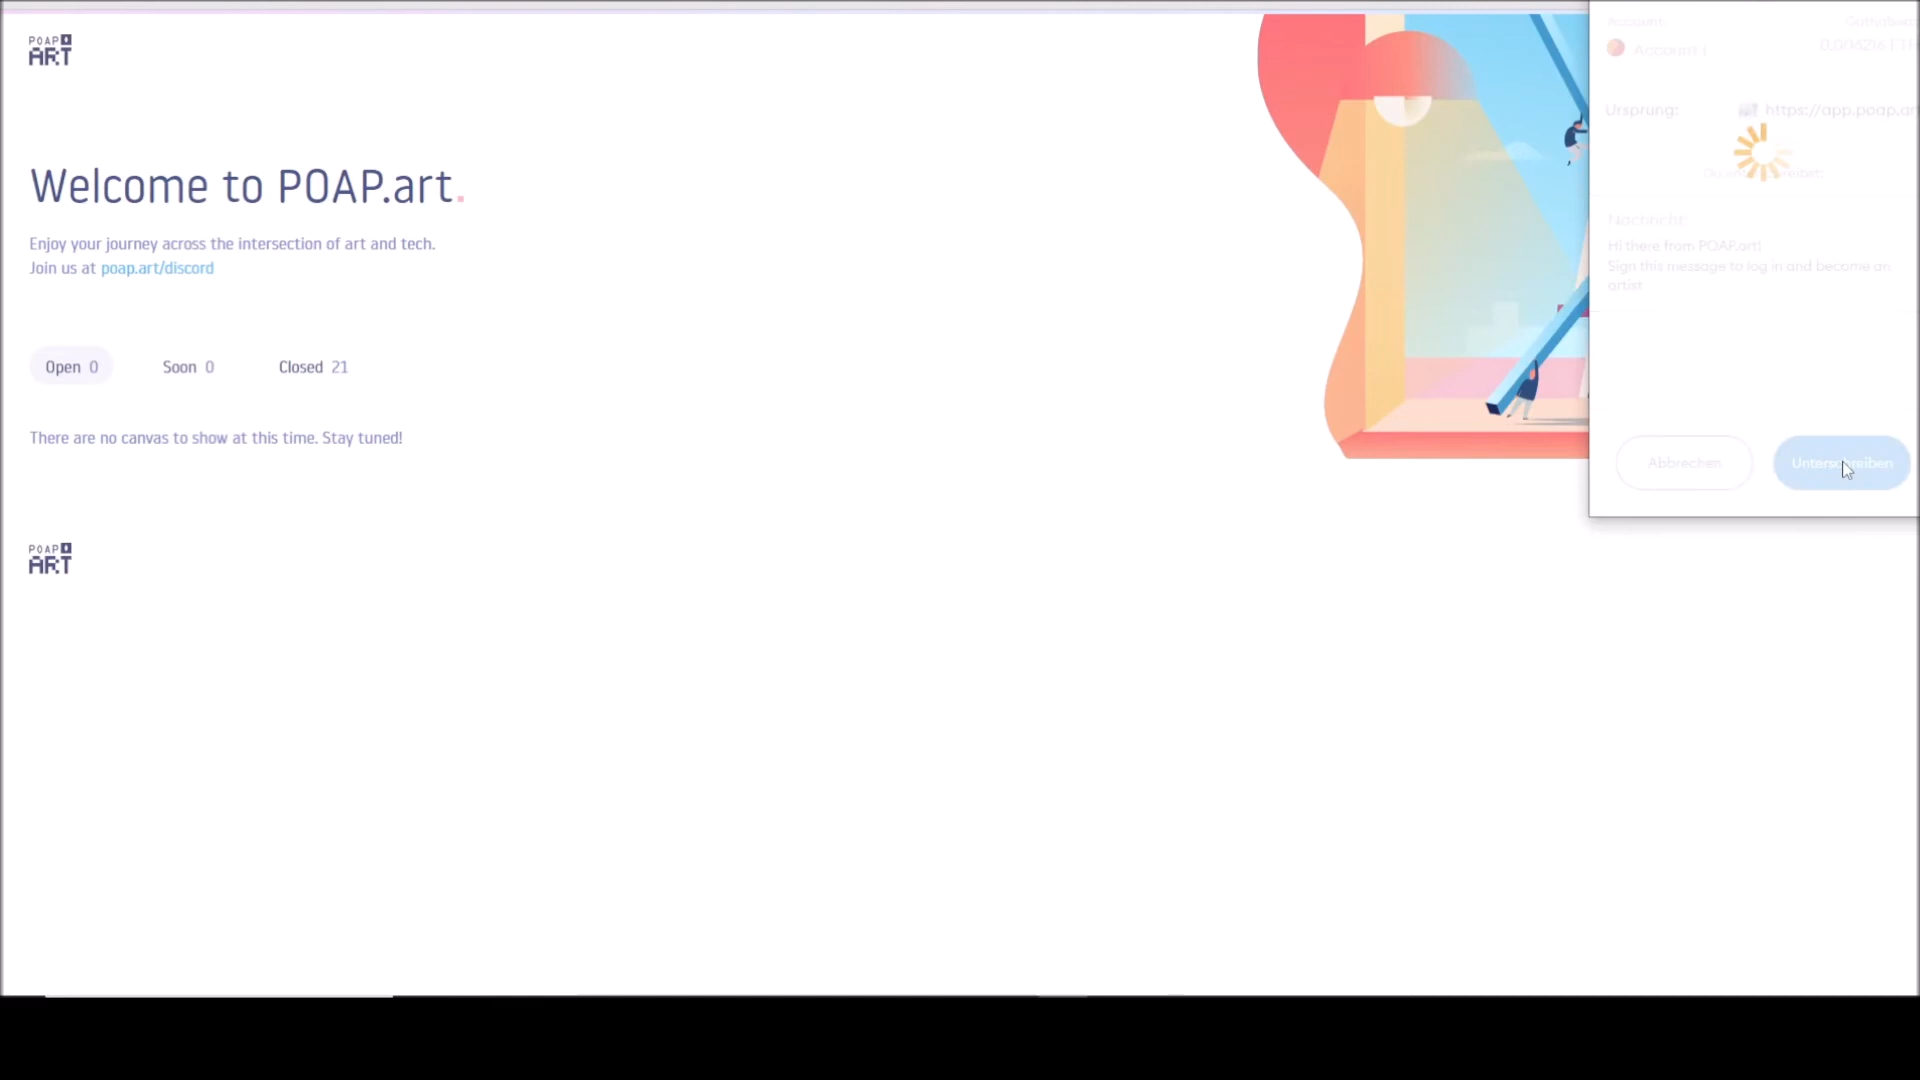 POAP
ART
Welcome to POAP.art.
Enjoy your journey across the intersection of art and tech.
Join us at poap.art/discord
Open 0 Soon 0 Closed 21
There are no canvas to show at this time. Stay tuned!
POAP
ART
Account:
Account 1
Ursprung: https://app.poap.ar
Nachricht:
Hi there from POAP.art!
Sign this message to log in and become an
artist
Abbrechen Unterschreiben